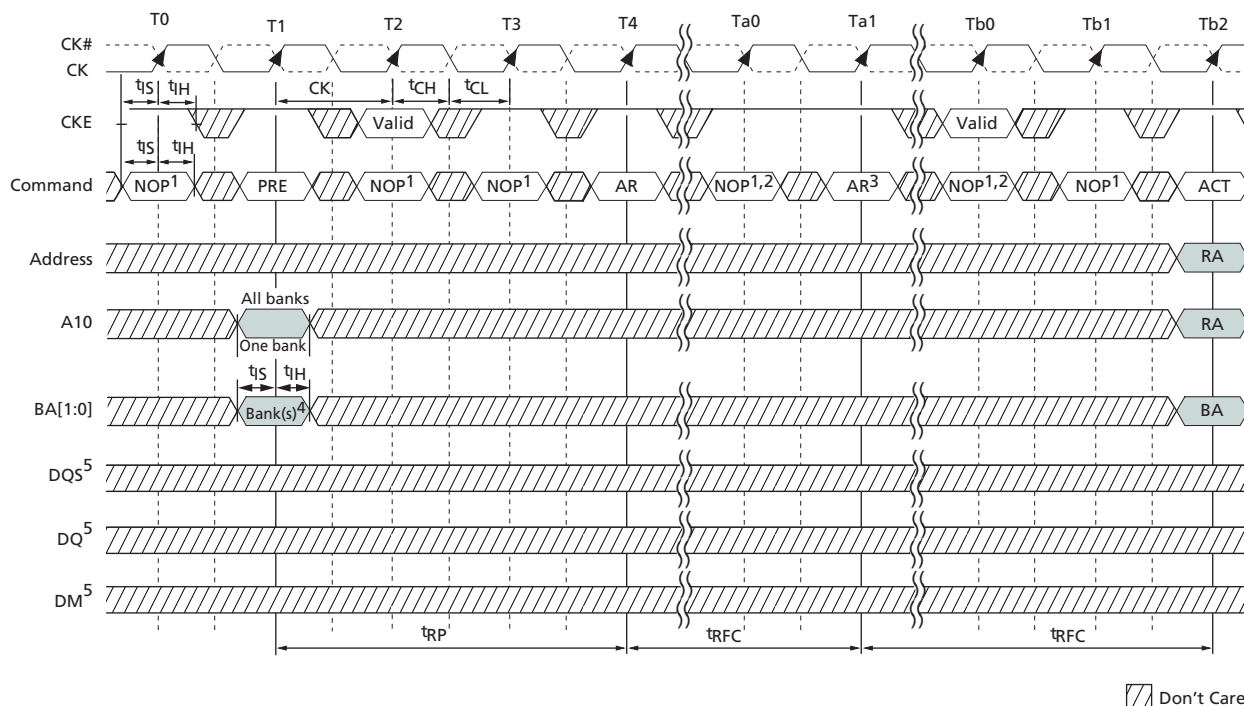 T0 T1 T2 T3 T4 Ta0 Ta1 Tb0 Tb1 Tb2
CK#
CK
tIS tIH CK tCH tCL
CKE Valid Valid
tIS tIH
Command NOP1 PRE NOP1 NOP1 AR NOP1,2 AR3 NOP1,2 NOP1 ACT
Address RA
All banks
A10 RA
One bank
tIS tIH
BA[1:0] Bank(s)4 BA
DQS5
DQ5
DM5
tRP tRFC tRFC
Don't Care